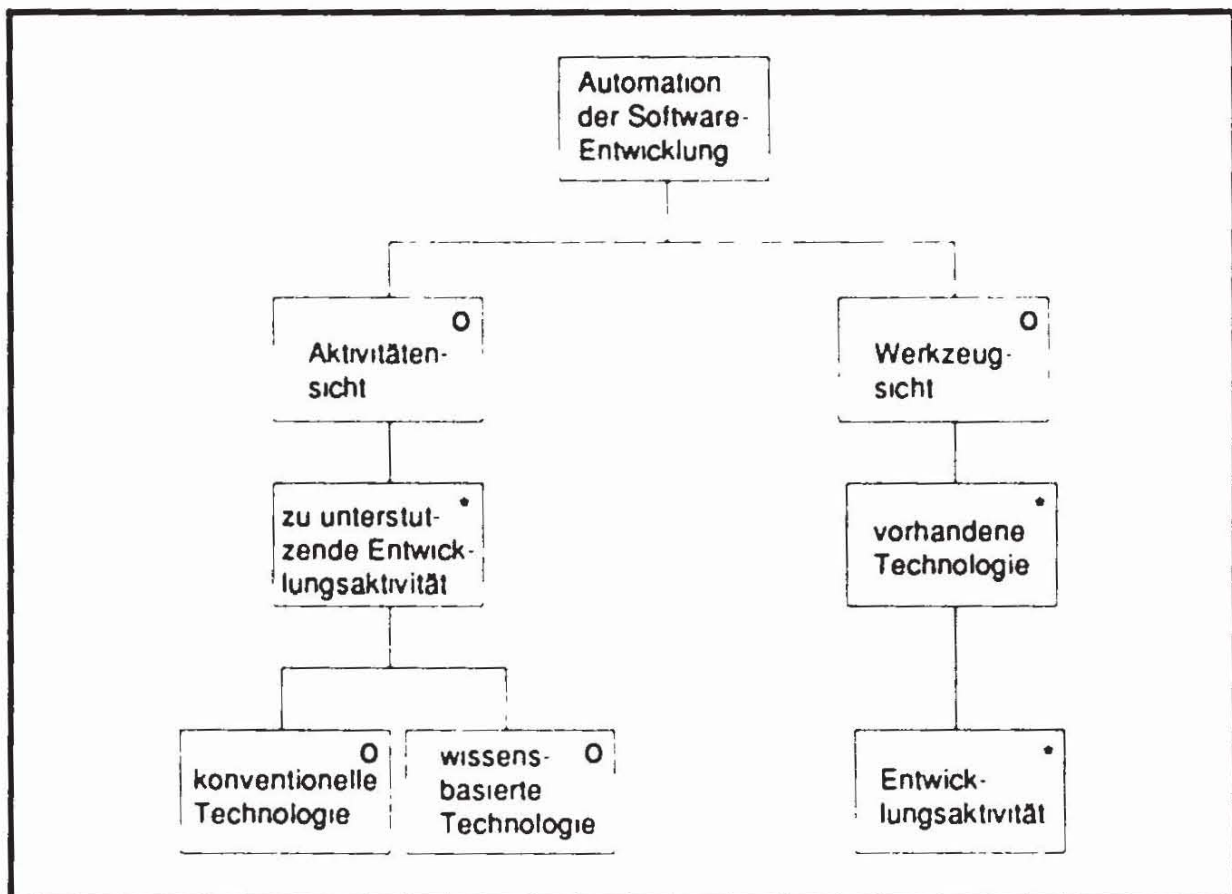 Automation
der Software-
Entwicklung
O
Aktivitäten-
sicht
O
Werkzeug-
sicht
*
zu unterstut-
zende Entwick-
lungsaktivität
*
vorhandene
Technologie
O
konventionelle
Technologie
wissens- O
basierte
Technologie
*
Entwick-
lungsaktivität